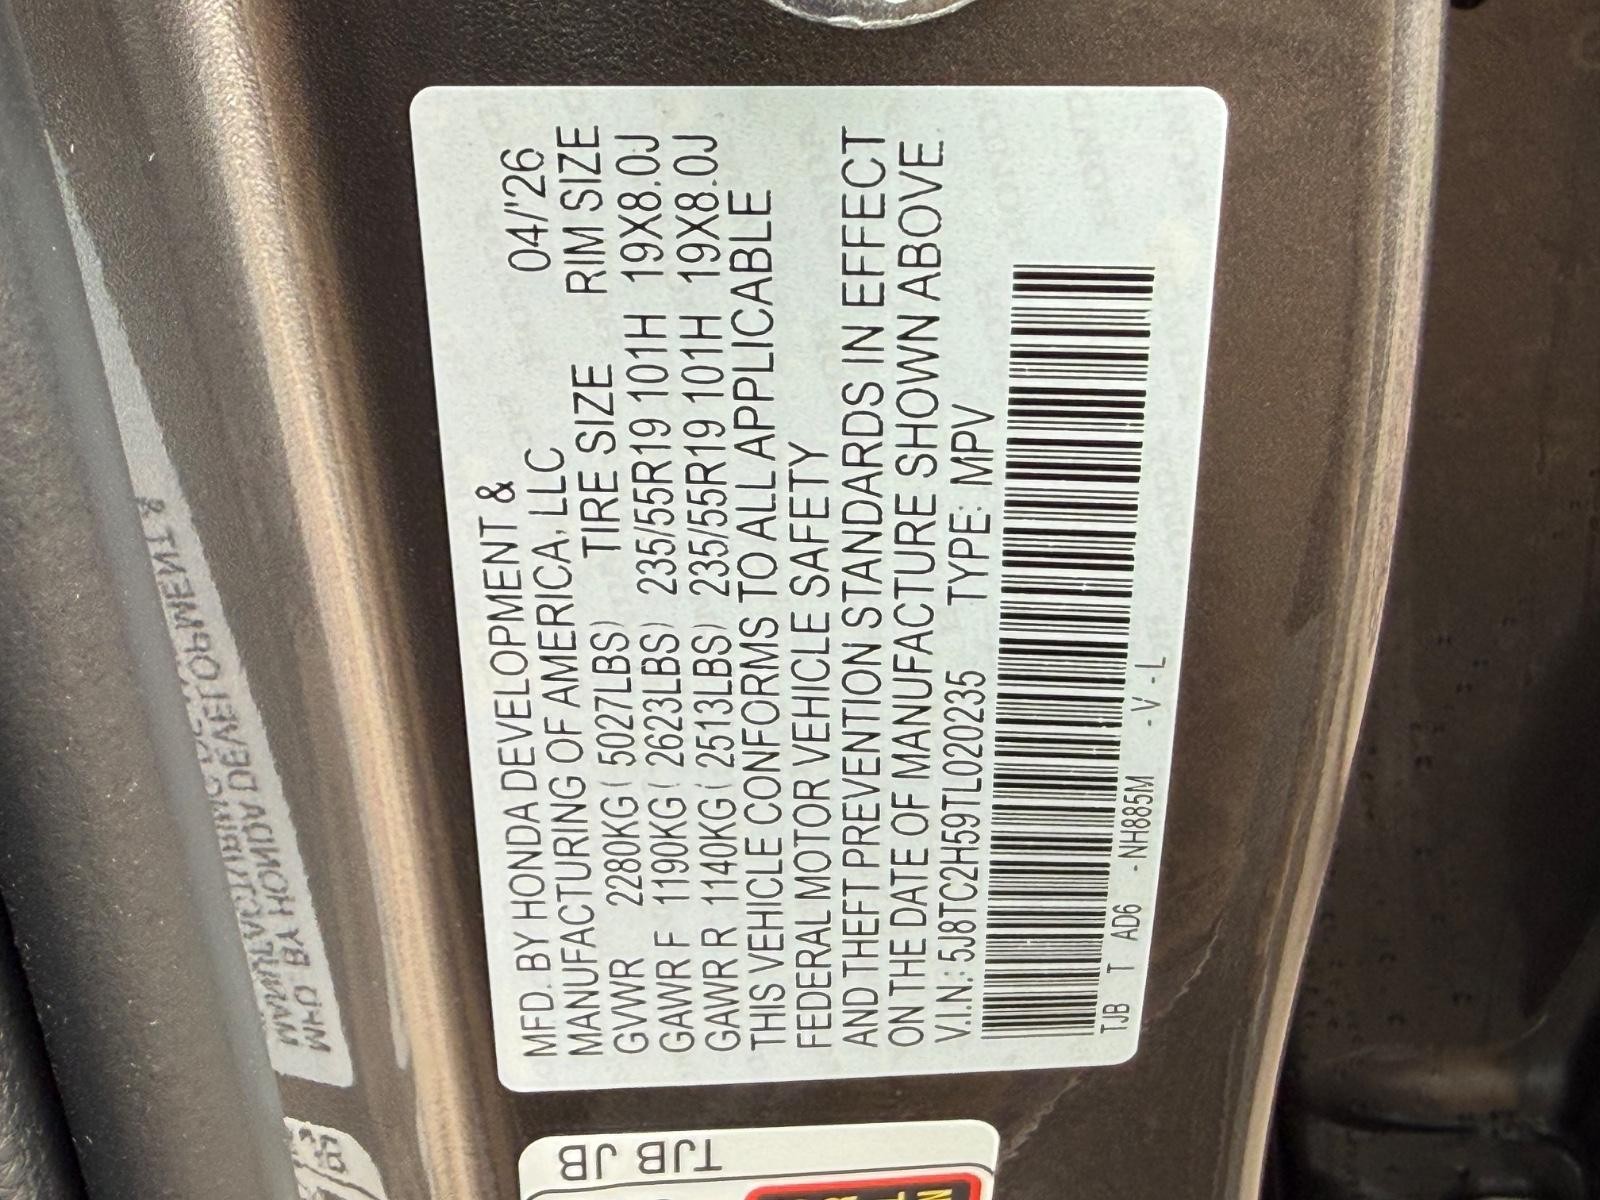 MFD. BY HONDA DEVELOPMENT &
MANUFACTURING OF AMERICA, LLC 04/'26
TIRE SIZE RIM SIZE
GVWR 2280KG ( 5027LBS)
GAWR F 1190KG ( 2623LBS) 235/55R19 101H 19X8.0J
GAWR R 1140KG ( 2513LBS) 235/55R19 101H 19X8.0J
THIS VEHICLE CONFORMS TO ALL APPLICABLE
FEDERAL MOTOR VEHICLE SAFETY
AND THEFT PREVENTION STANDARDS IN EFFECT
ON THE DATE OF MANUFACTURE SHOWN ABOVE.
V.I.N.: 5J8TC2H59TL020235 TYPE: MPV
TJB T AD6 -NH885M -V -L
TJB JB